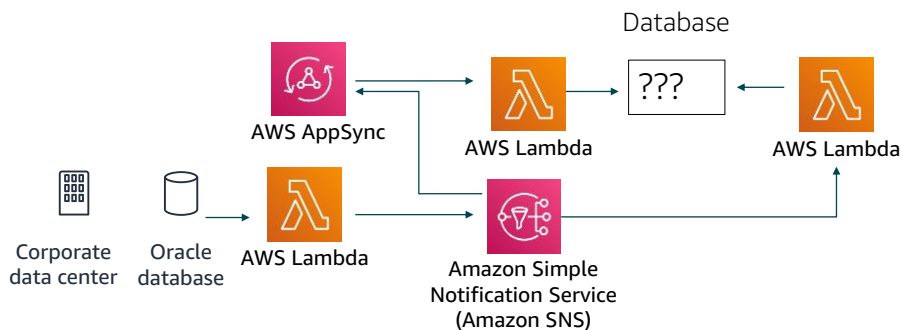 Database
???
AWS AppSync
AWS Lambda
AWS Lambda
Corporate
data center
Oracle
database
AWS Lambda
Amazon Simple
Notification Service
(Amazon SNS)